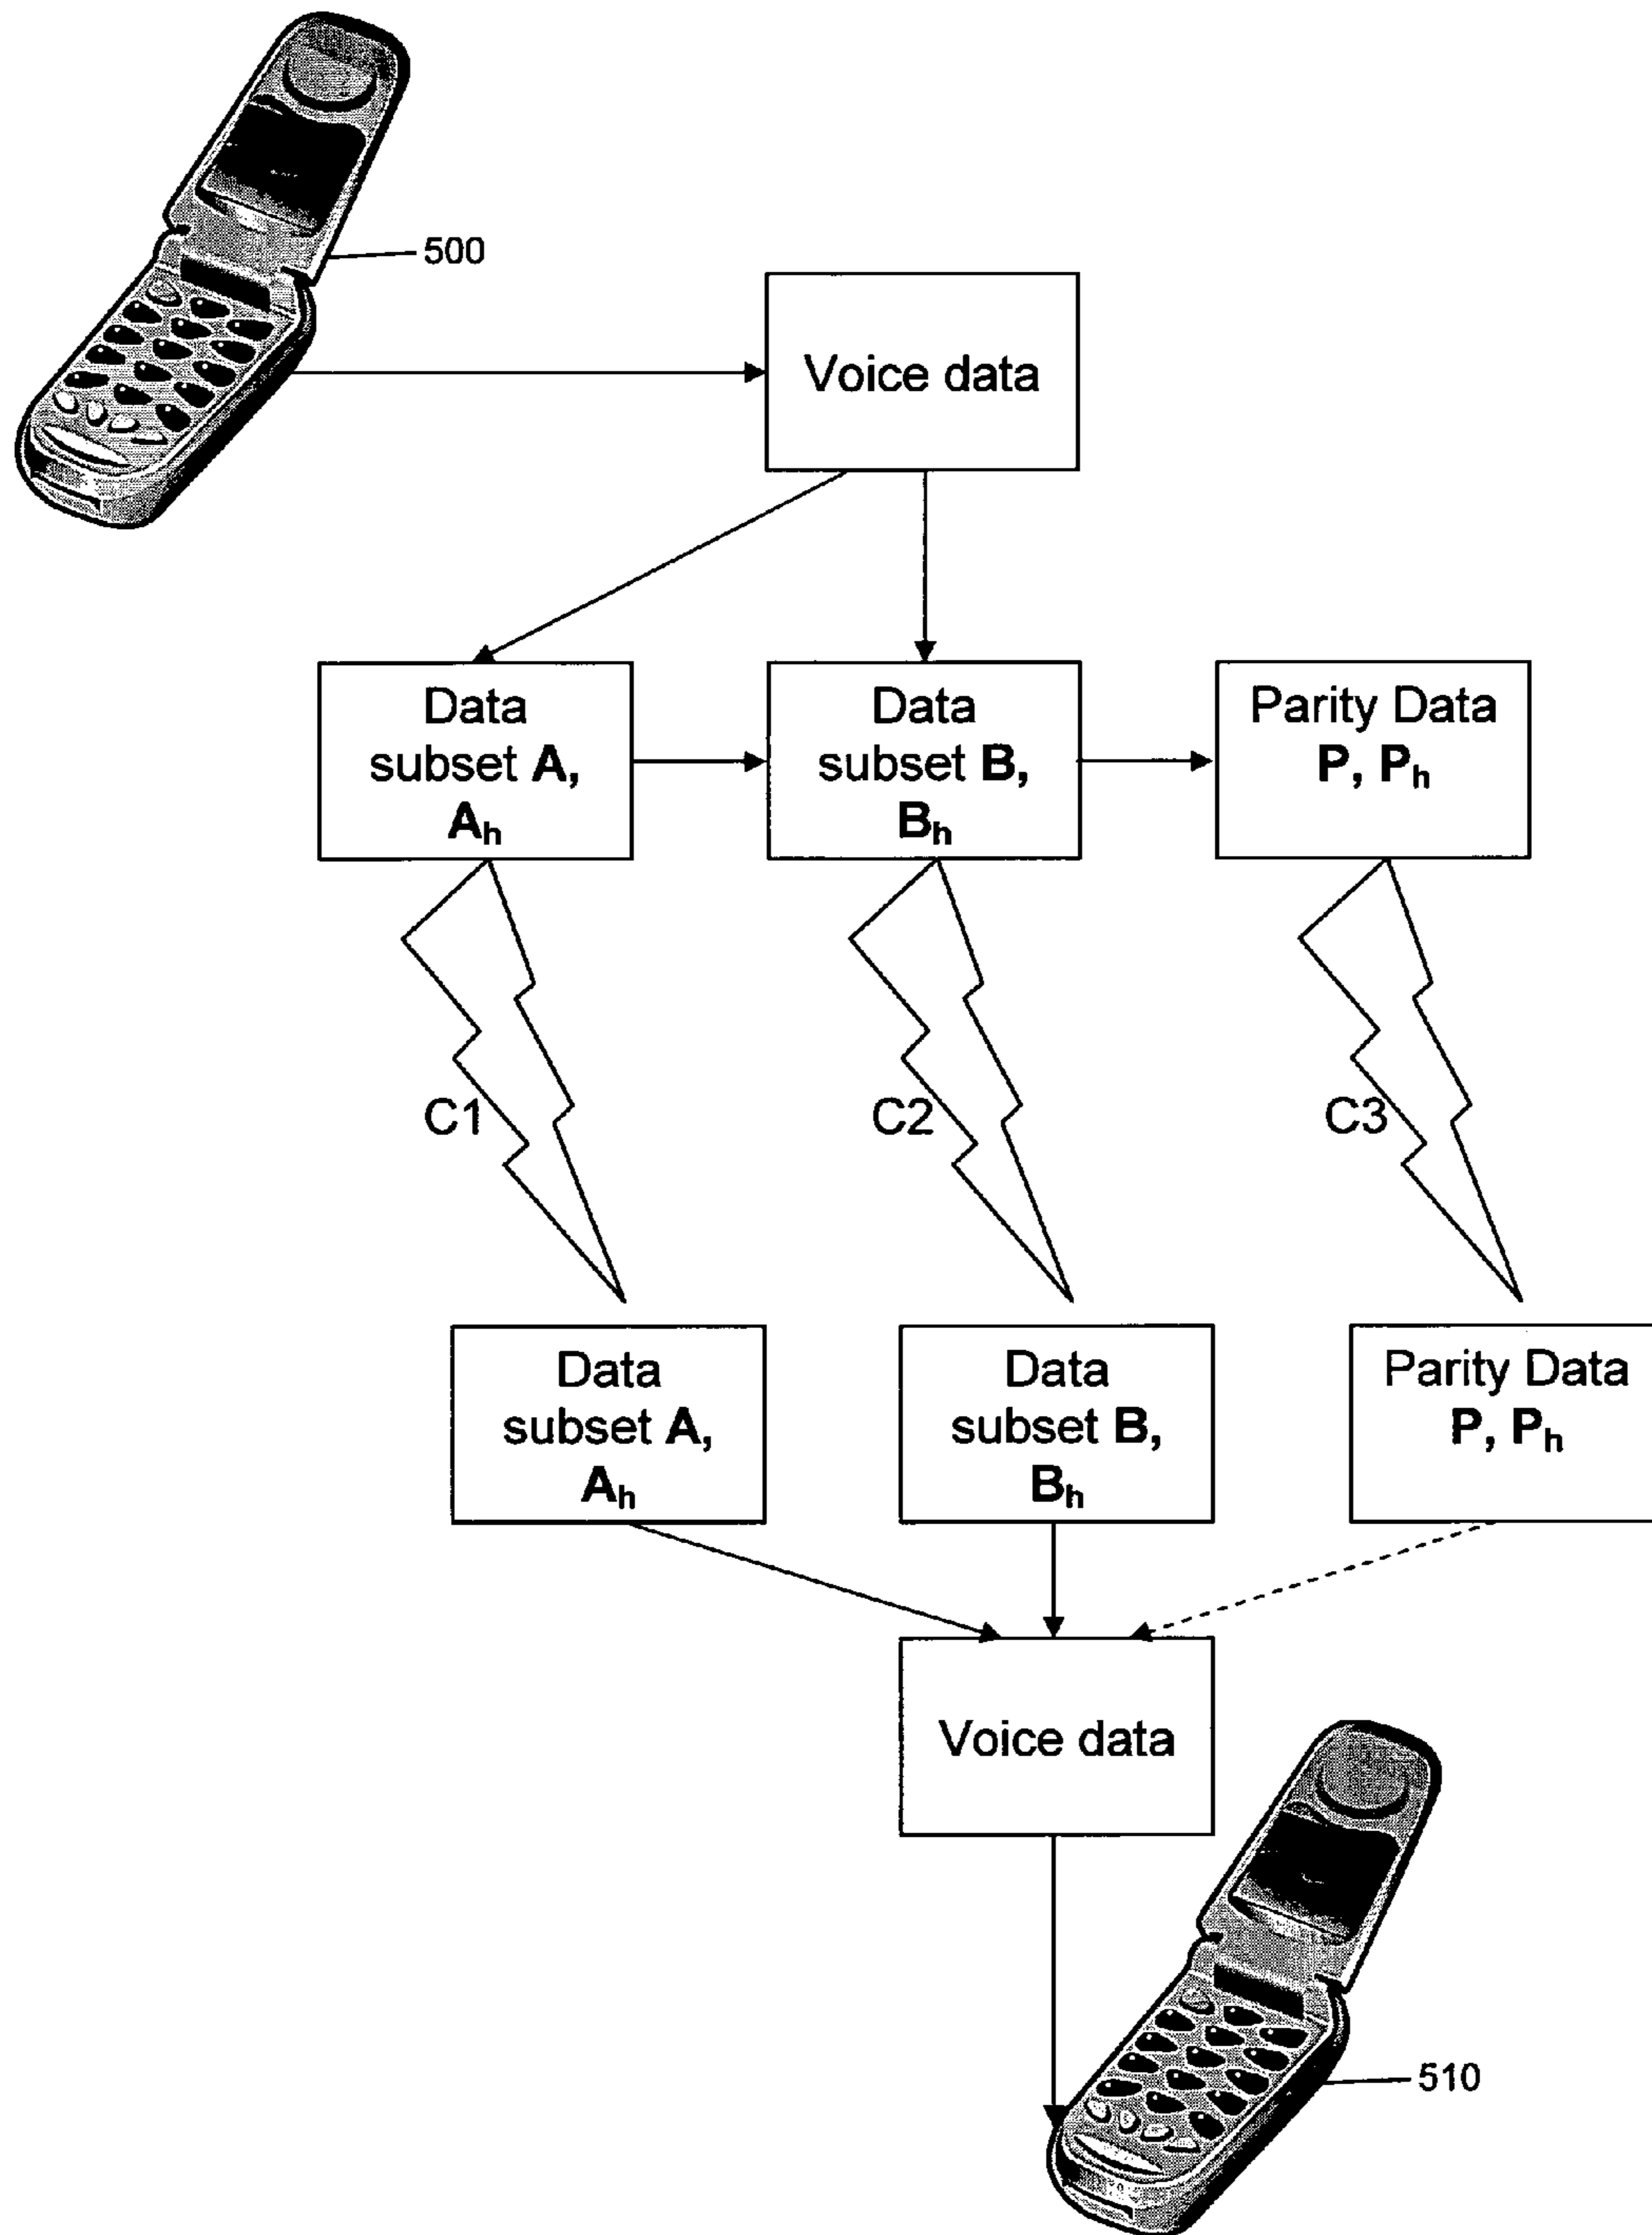 500
Voice data
Data
subset A,
Ah
Data
subset B,
Bh
Parity Data
P, Ph
C1
C2
C3
Data
subset A,
Ah
Data
subset B,
Bh
Parity Data
P, Ph
Voice data
510